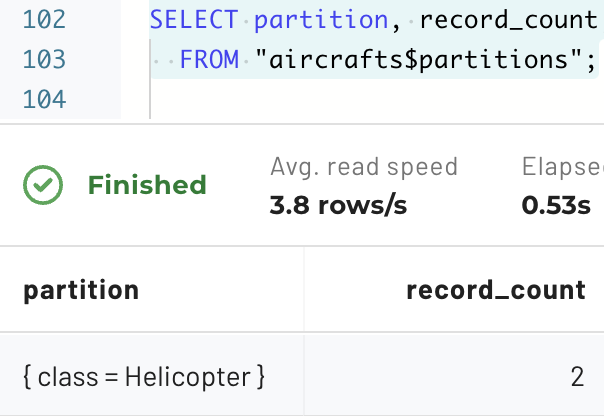 102 SELECT partition, record_count
103 FROM "aircrafts$partitions";
104
Avg. read speed Elapse
Finished 3.8 rows/s 0.53s
partition record_count
{ class = Helicopter } 2